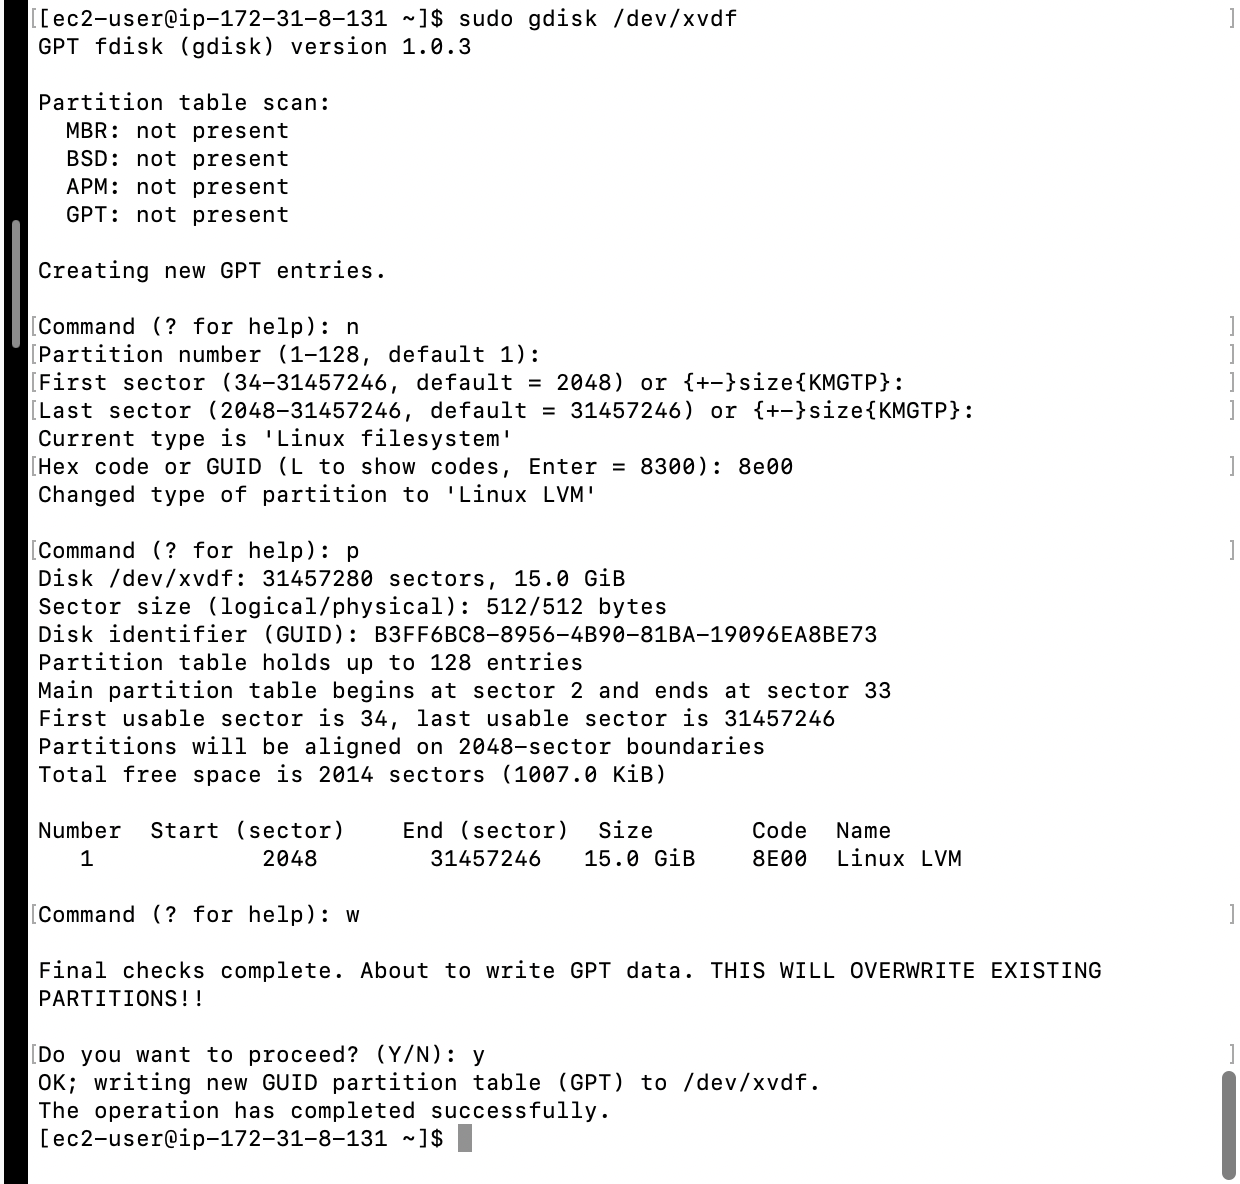 [[ec2-user@ip-172-31-8-131 ~]$ sudo gdisk /dev/xvdf ]
GPT fdisk (gdisk) version 1.0.3
Partition table scan:
MBR: not present
BSD: not present
APM: not present
GPT: not present
Creating new GPT entries.
[Command (? for help): n ]
[Partition number (1-128, default 1): ]
[First sector (34-31457246, default = 2048) or {+-}size{KMGTP}: ]
[Last sector (2048-31457246, default = 31457246) or {+-}size{KMGTP}: ]
Current type is 'Linux filesystem'
[Hex code or GUID (L to show codes, Enter = 8300): 8e00 ]
Changed type of partition to 'Linux LVM'
[Command (? for help): p ]
Disk /dev/xvdf: 31457280 sectors, 15.0 GiB
Sector size (logical/physical): 512/512 bytes
Disk identifier (GUID): B3FF6BC8-8956-4B90-81BA-19096EA8BE73
Partition table holds up to 128 entries
Main partition table begins at sector 2 and ends at sector 33
First usable sector is 34, last usable sector is 31457246
Partitions will be aligned on 2048-sector boundaries
Total free space is 2014 sectors (1007.0 KiB)
Number  Start (sector)    End (sector)  Size       Code  Name
1            2048        31457246   15.0 GiB    8E00  Linux LVM
[Command (? for help): w ]
Final checks complete. About to write GPT data. THIS WILL OVERWRITE EXISTING
PARTITIONS!!
[Do you want to proceed? (Y/N): y ]
OK; writing new GUID partition table (GPT) to /dev/xvdf.
The operation has completed successfully.
[ec2-user@ip-172-31-8-131 ~]$